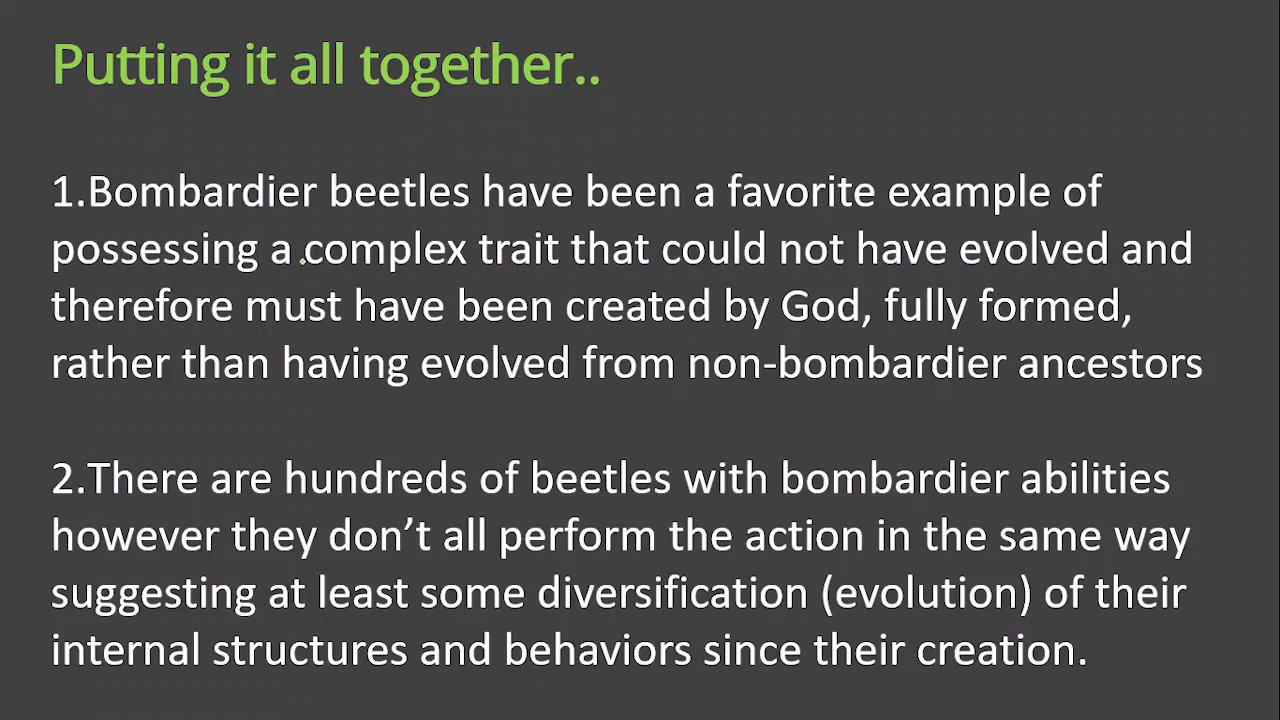 Putting it all together..
1.Bombardier beetles have been a favorite example of
possessing a complex trait that could not have evolved and
therefore must have been created by God, fully formed,
rather than having evolved from non-bombardier ancestors
2.There are hundreds of beetles with bombardier abilities
however they don’t all perform the action in the same way
suggesting at least some diversification (evolution) of their
internal structures and behaviors since their creation.